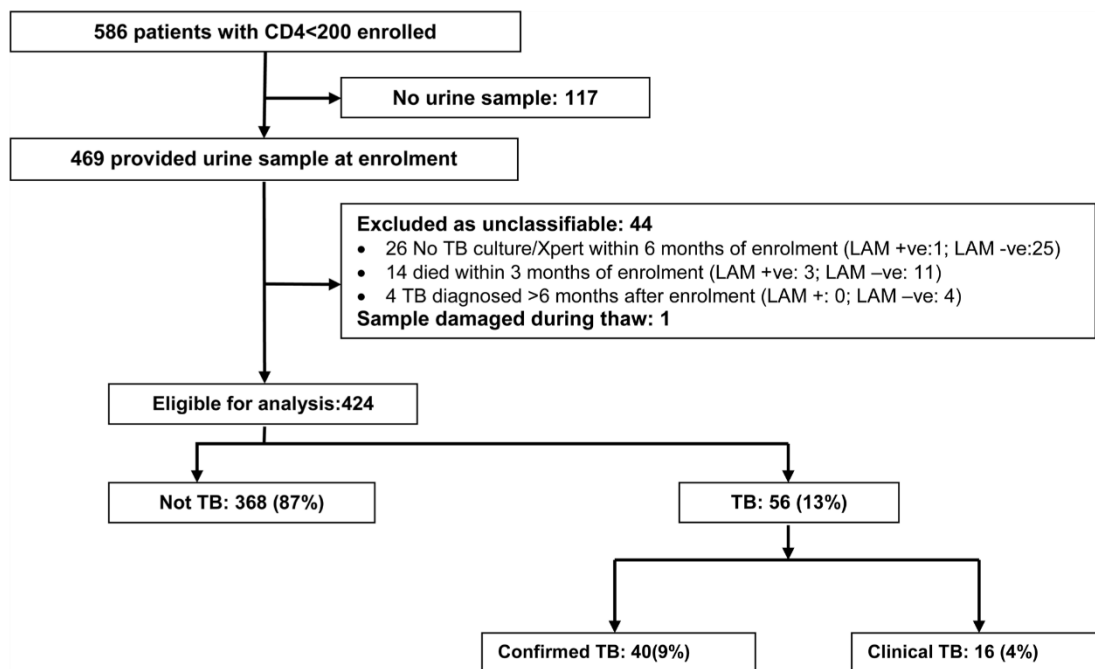 586 patients with CD4<200 enrolled
No urine sample: 117
469 provided urine sample at enrolment
Excluded as unclassifiable: 44
• 26 No TB culture/Xpert within 6 months of enrolment (LAM +ve:1; LAM -ve:25)
• 14 died within 3 months of enrolment (LAM +ve: 3; LAM –ve: 11)
• 4 TB diagnosed >6 months after enrolment (LAM +: 0; LAM –ve: 4)
Sample damaged during thaw: 1
Eligible for analysis:424
Not TB: 368 (87%)
TB: 56 (13%)
Confirmed TB: 40(9%)
Clinical TB: 16 (4%)